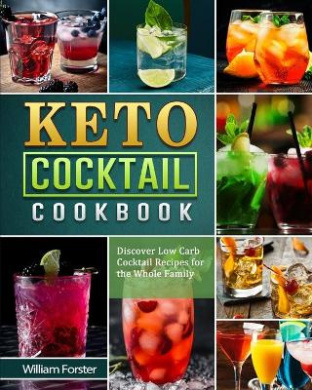 KETO
COCKTAIL
COOKBOOK
Discover Low Carb
Cocktail Recipes for
the Whole Family
William Forster